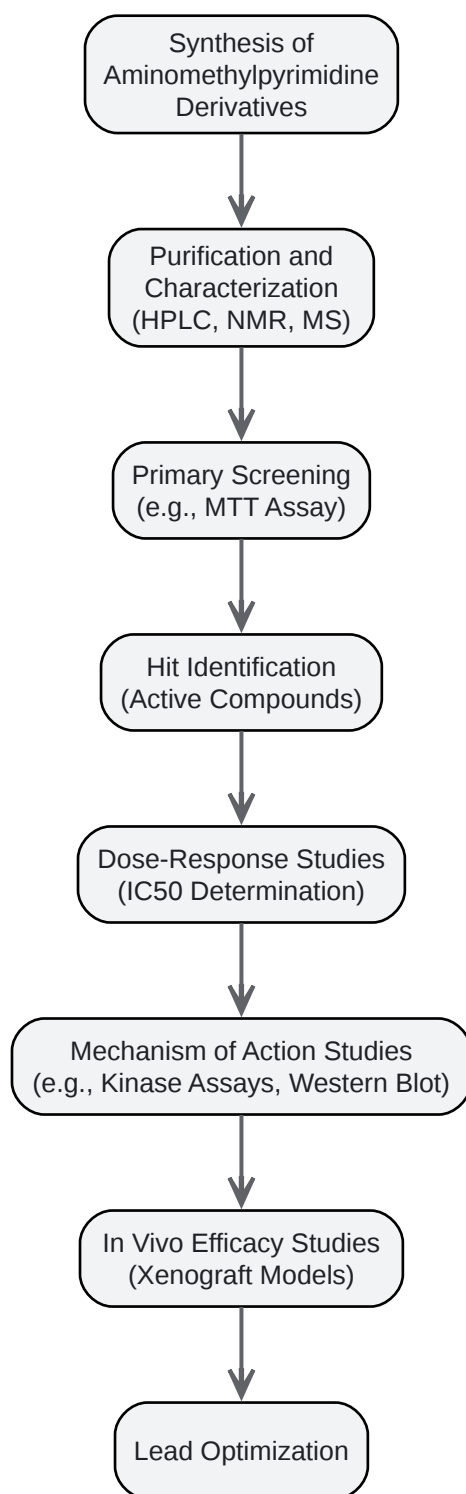 Synthesis of
Aminomethylpyrimidine
Derivatives
Purification and
Characterization
(HPLC, NMR, MS)
Primary Screening
(e.g., MTT Assay)
Hit Identification
(Active Compounds)
Dose-Response Studies
(IC50 Determination)
Mechanism of Action Studies
(e.g., Kinase Assays, Western Blot)
In Vivo Efficacy Studies
(Xenograft Models)
Lead Optimization